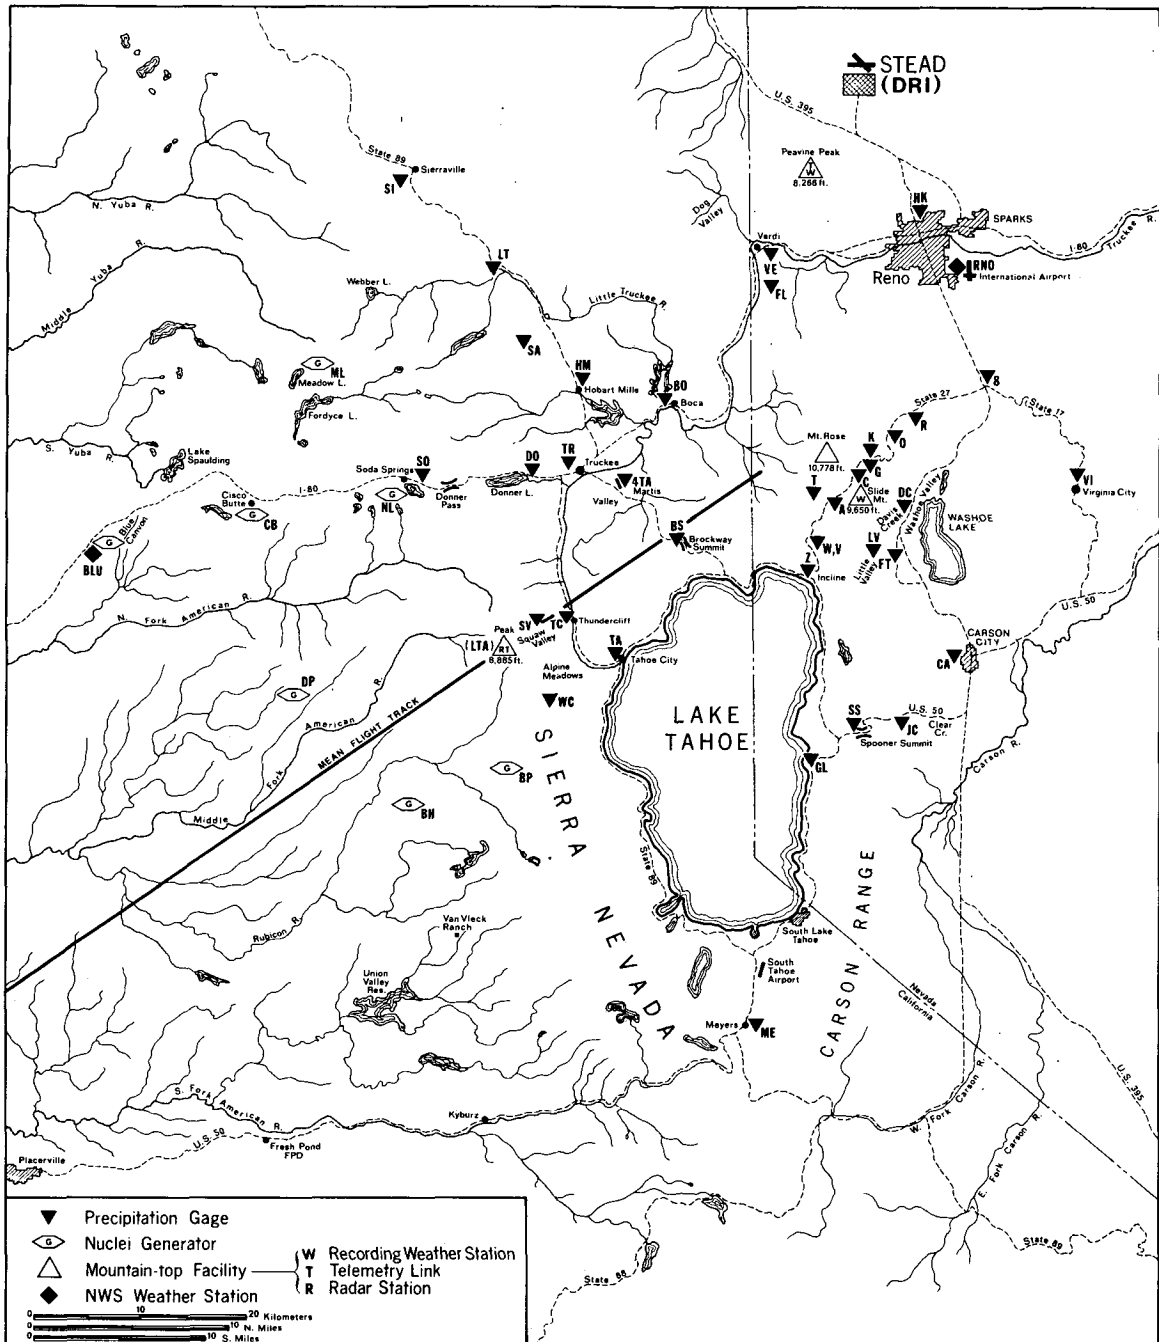 STEAD
(DRI)
U.S. 395
Peavine Peak
T
W
8,266 ft.
State 89
Sierraville
SI
HK
SPARKS
N. Yuba R.
Dog
Valley
Verdi
I-80
Truckee R.
VE
RNO
International Airport
Reno
LT
FL
Middle Yuba R.
Webber L.
Little Truckee R.
SA
G
ML
Meadow L.
HM
Hobart Mills
BO
Boca
8
State 17
State 27
Fordyce L.
R
O
K
Mt. Rose
10,778 ft.
G
S. Yuba R.
Lake
Spaulding
Soda Springs
SO
DO
TR
Truckee
4TA
Martis
Valley
T
C
Slide
Mt.
W
9,650 ft.
A
DC
Davis
Creek
Washoe Valley
VI
Virginia City
Cisco
Butte
I-80
Donner
Pass
Donner L.
G
NL
G
CB
WASHOE
LAKE
G
Blue
Canyon
BLU
BS
Brockway
Summit
W,V
LV
FT
Little
Valley
Z
Incline
N. Fork American R.
U.S. 50
SV
Squaw
Valley
TC
Thundercliff
Peak
(LTA)
RT
8,885 ft.
CARSON
CITY
CA
TA
Tahoe City
Alpine
Meadows
G
DP
WC
Middle Fork American R.
MEAN FLIGHT TRACK
LAKE
TAHOE
SS
U.S. 50
JC
Clear
Cr.
Spooner Summit
Carson R.
GL
G
BP
G
BH
SIERRA
NEVADA
State 89
CARSON RANGE
Rubicon R.
Van Vleck
Ranch
South Lake
Tahoe
Union
Valley
Res.
South
Tahoe
Airport
Nevada
California
Meyers
ME
S. Fork American R.
Kyburz
W. Fork Carson R.
E. Fork Carson R.
U.S. 395
U.S. 50
Fresh Pond
FPD
Placerville
State 89
State 88
Precipitation Gage
G Nuclei Generator
Mountain-top Facility
W Recording Weather Station
T Telemetry Link
R Radar Station
NWS Weather Station
0 10 20 Kilometers
0 10 N. Miles
0 10 S. Miles